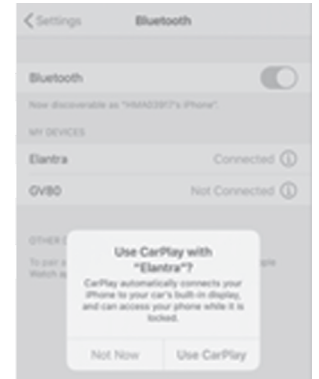 Settings
Bluetooth
Bluetooth
Now discoverable as "HMA03917's iPhone".
MY DEVICES
Elantra Connected
GV80 Not Connected
OTHER
To pair a
Watch
Use CarPlay with
"Elantra"?
CarPlay automatically connects your
iPhone to your car's built-in display,
and can access your phone while it is
locked.
Not Now Use CarPlay